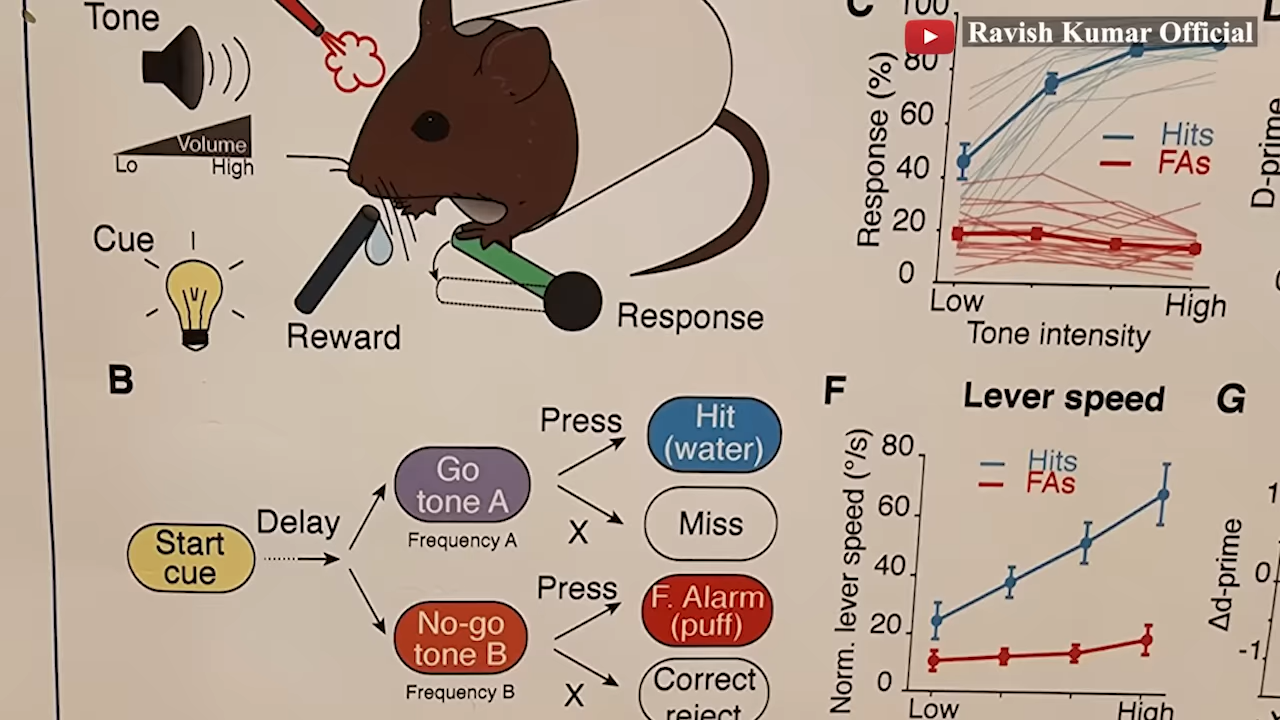 Tone
Volume
Lo
High
Cue
Reward
Response
C
100
80
60
40
20
0
Response (%)
Hits
FAs
Low
High
Tone intensity
D-prime
Ravish Kumar Official
B
Start
cue
Delay
Go
tone A
Frequency A
No-go
tone B
Frequency B
Press
X
Hit
(water)
Miss
Press
X
F. Alarm
(puff)
Correct
reject
F
Lever speed
80
60
40
20
0
Norm. lever speed (°/s)
Hits
FAs
Low
High
G
Δd-prime
1
0
-1